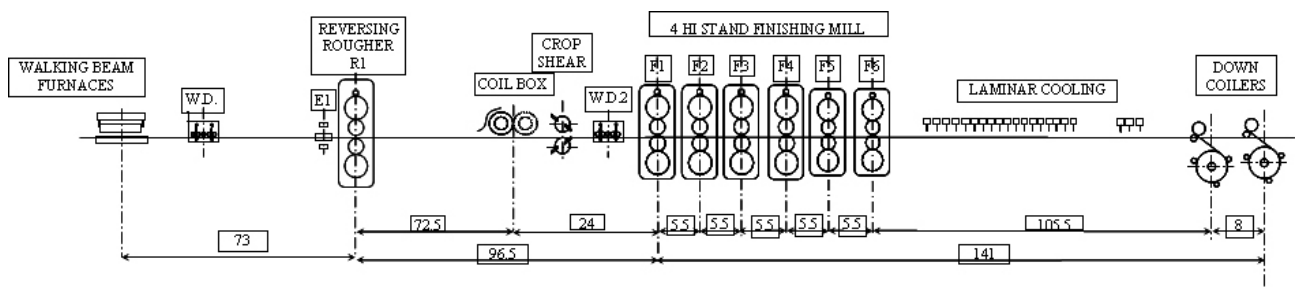 WALKING BEAM
FURNACES
W.D.
E1
REVERSING
ROUGHER
R1
COIL BOX
CROP
SHEAR
W.D.2
4 HI STAND FINISHING MILL
F1
F2
F3
F4
F5
F6
LAMINAR COOLING
DOWN
COILERS
73
72.5
24
5.5
5.5
5.5
5.5
5.5
105.5
8
96.5
141